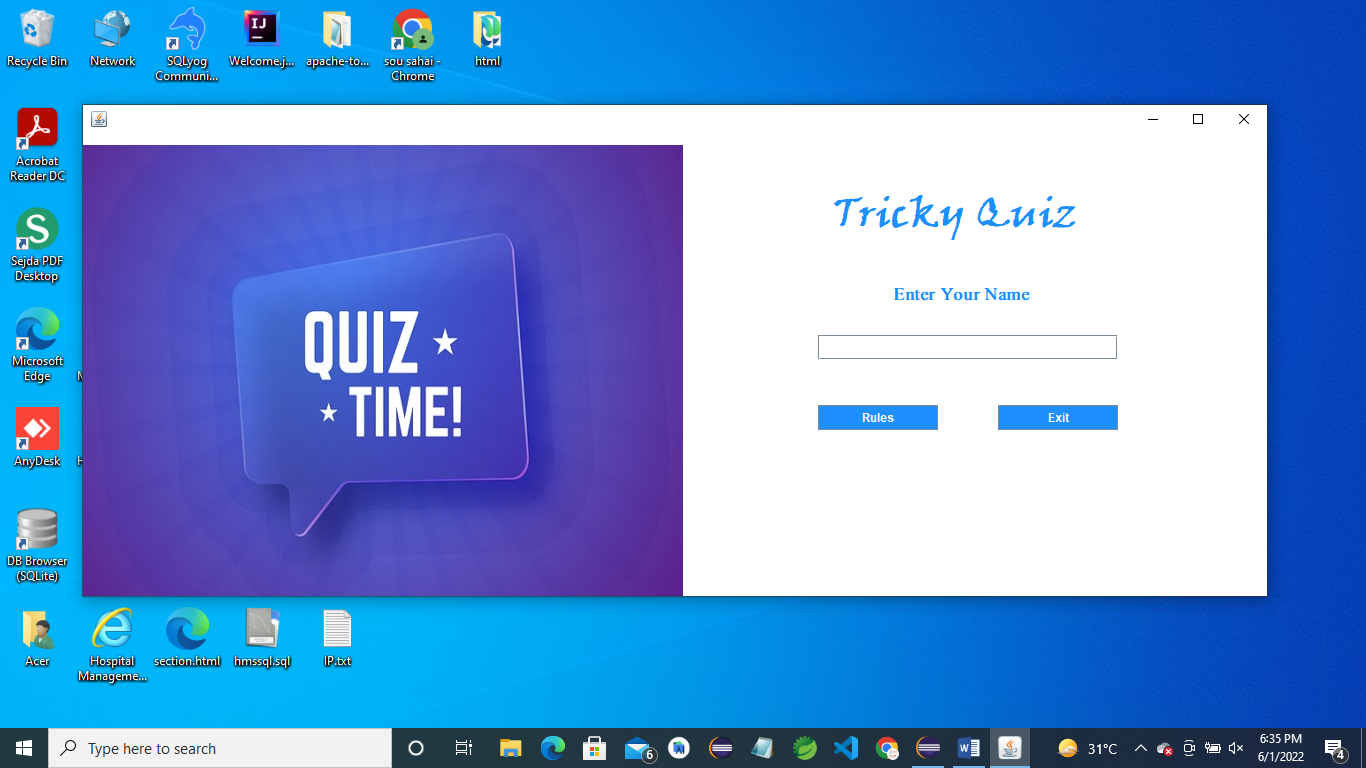 Recycle Bin
Network
SQLyog
Communi...
Welcome.j...
apache-to...
sou sahai -
Chrome
html
Acrobat
Reader DC
Sejda PDF
Desktop
Microsoft
Edge
AnyDesk
DB Browser
(SQLite)
Acer
Hospital
Manageme...
section.html
hmssql.sql
IP.txt
QUIZ
TIME!
Tricky Quiz
Enter Your Name
Rules
Exit
Type here to search
6
31°C
6:35 PM
6/1/2022
4